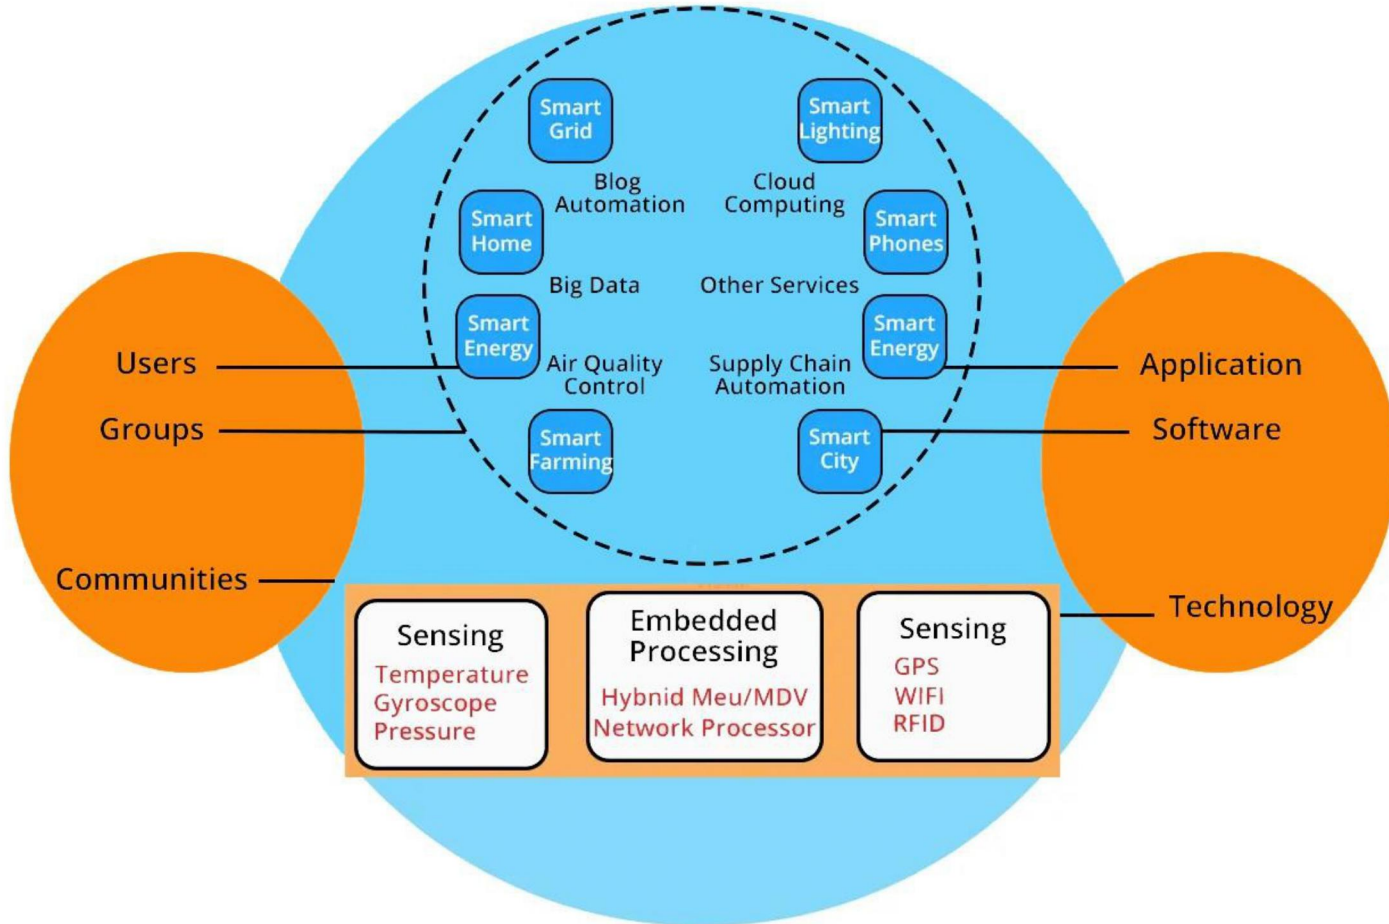 Smart
Grid
Smart
Lighting
Blog
Automation
Cloud
Computing
Smart
Home
Smart
Phones
Big Data
Other Services
Smart
Energy
Smart
Energy
Air Quality
Control
Supply Chain
Automation
Smart
Farming
Smart
City
Users
Groups
Communities
Application
Software
Technology
Sensing
Temperature
Gyroscope
Pressure
Embedded
Processing
Hybnid Meu/MDV
Network Processor
Sensing
GPS
WIFI
RFID